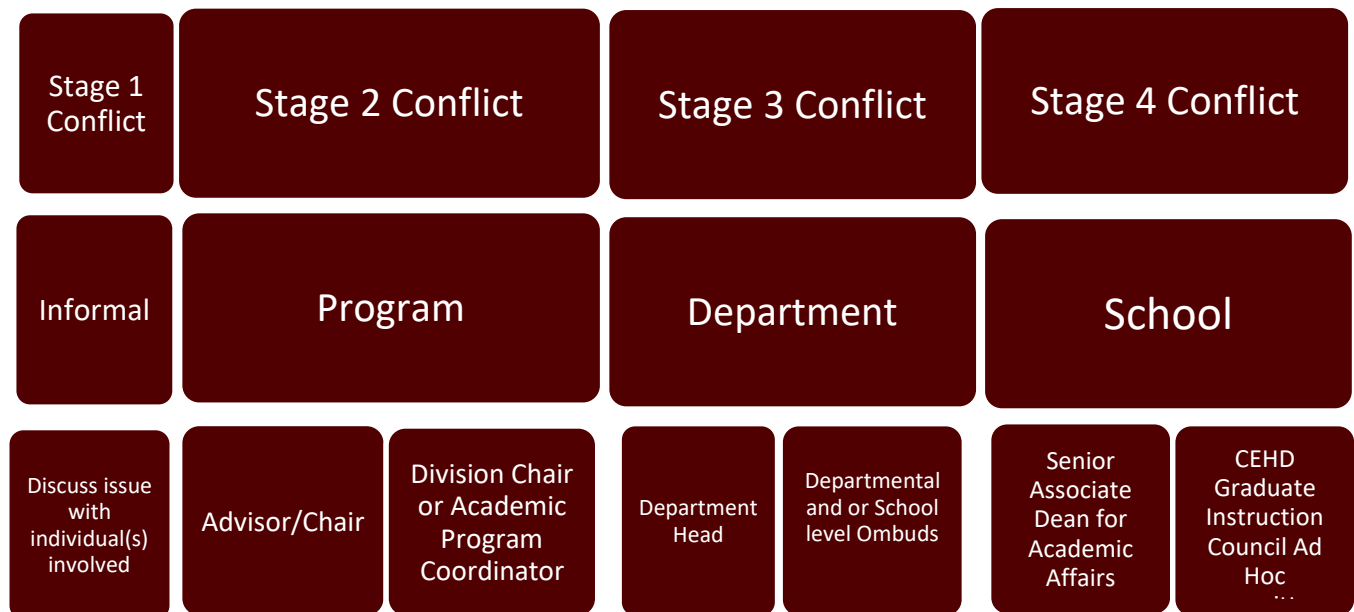 Stage 1
Conflict
Stage 2 Conflict
Stage 3 Conflict
Stage 4 Conflict
Informal
Program
Department
School
Discuss issue
with
individual(s)
involved
Advisor/Chair
Division Chair
or Academic
Program
Coordinator
Department
Head
Departmental
and or School
level Ombuds
Senior
Associate
Dean for
Academic
Affairs
CEHD
Graduate
Instruction
Council Ad
Hoc